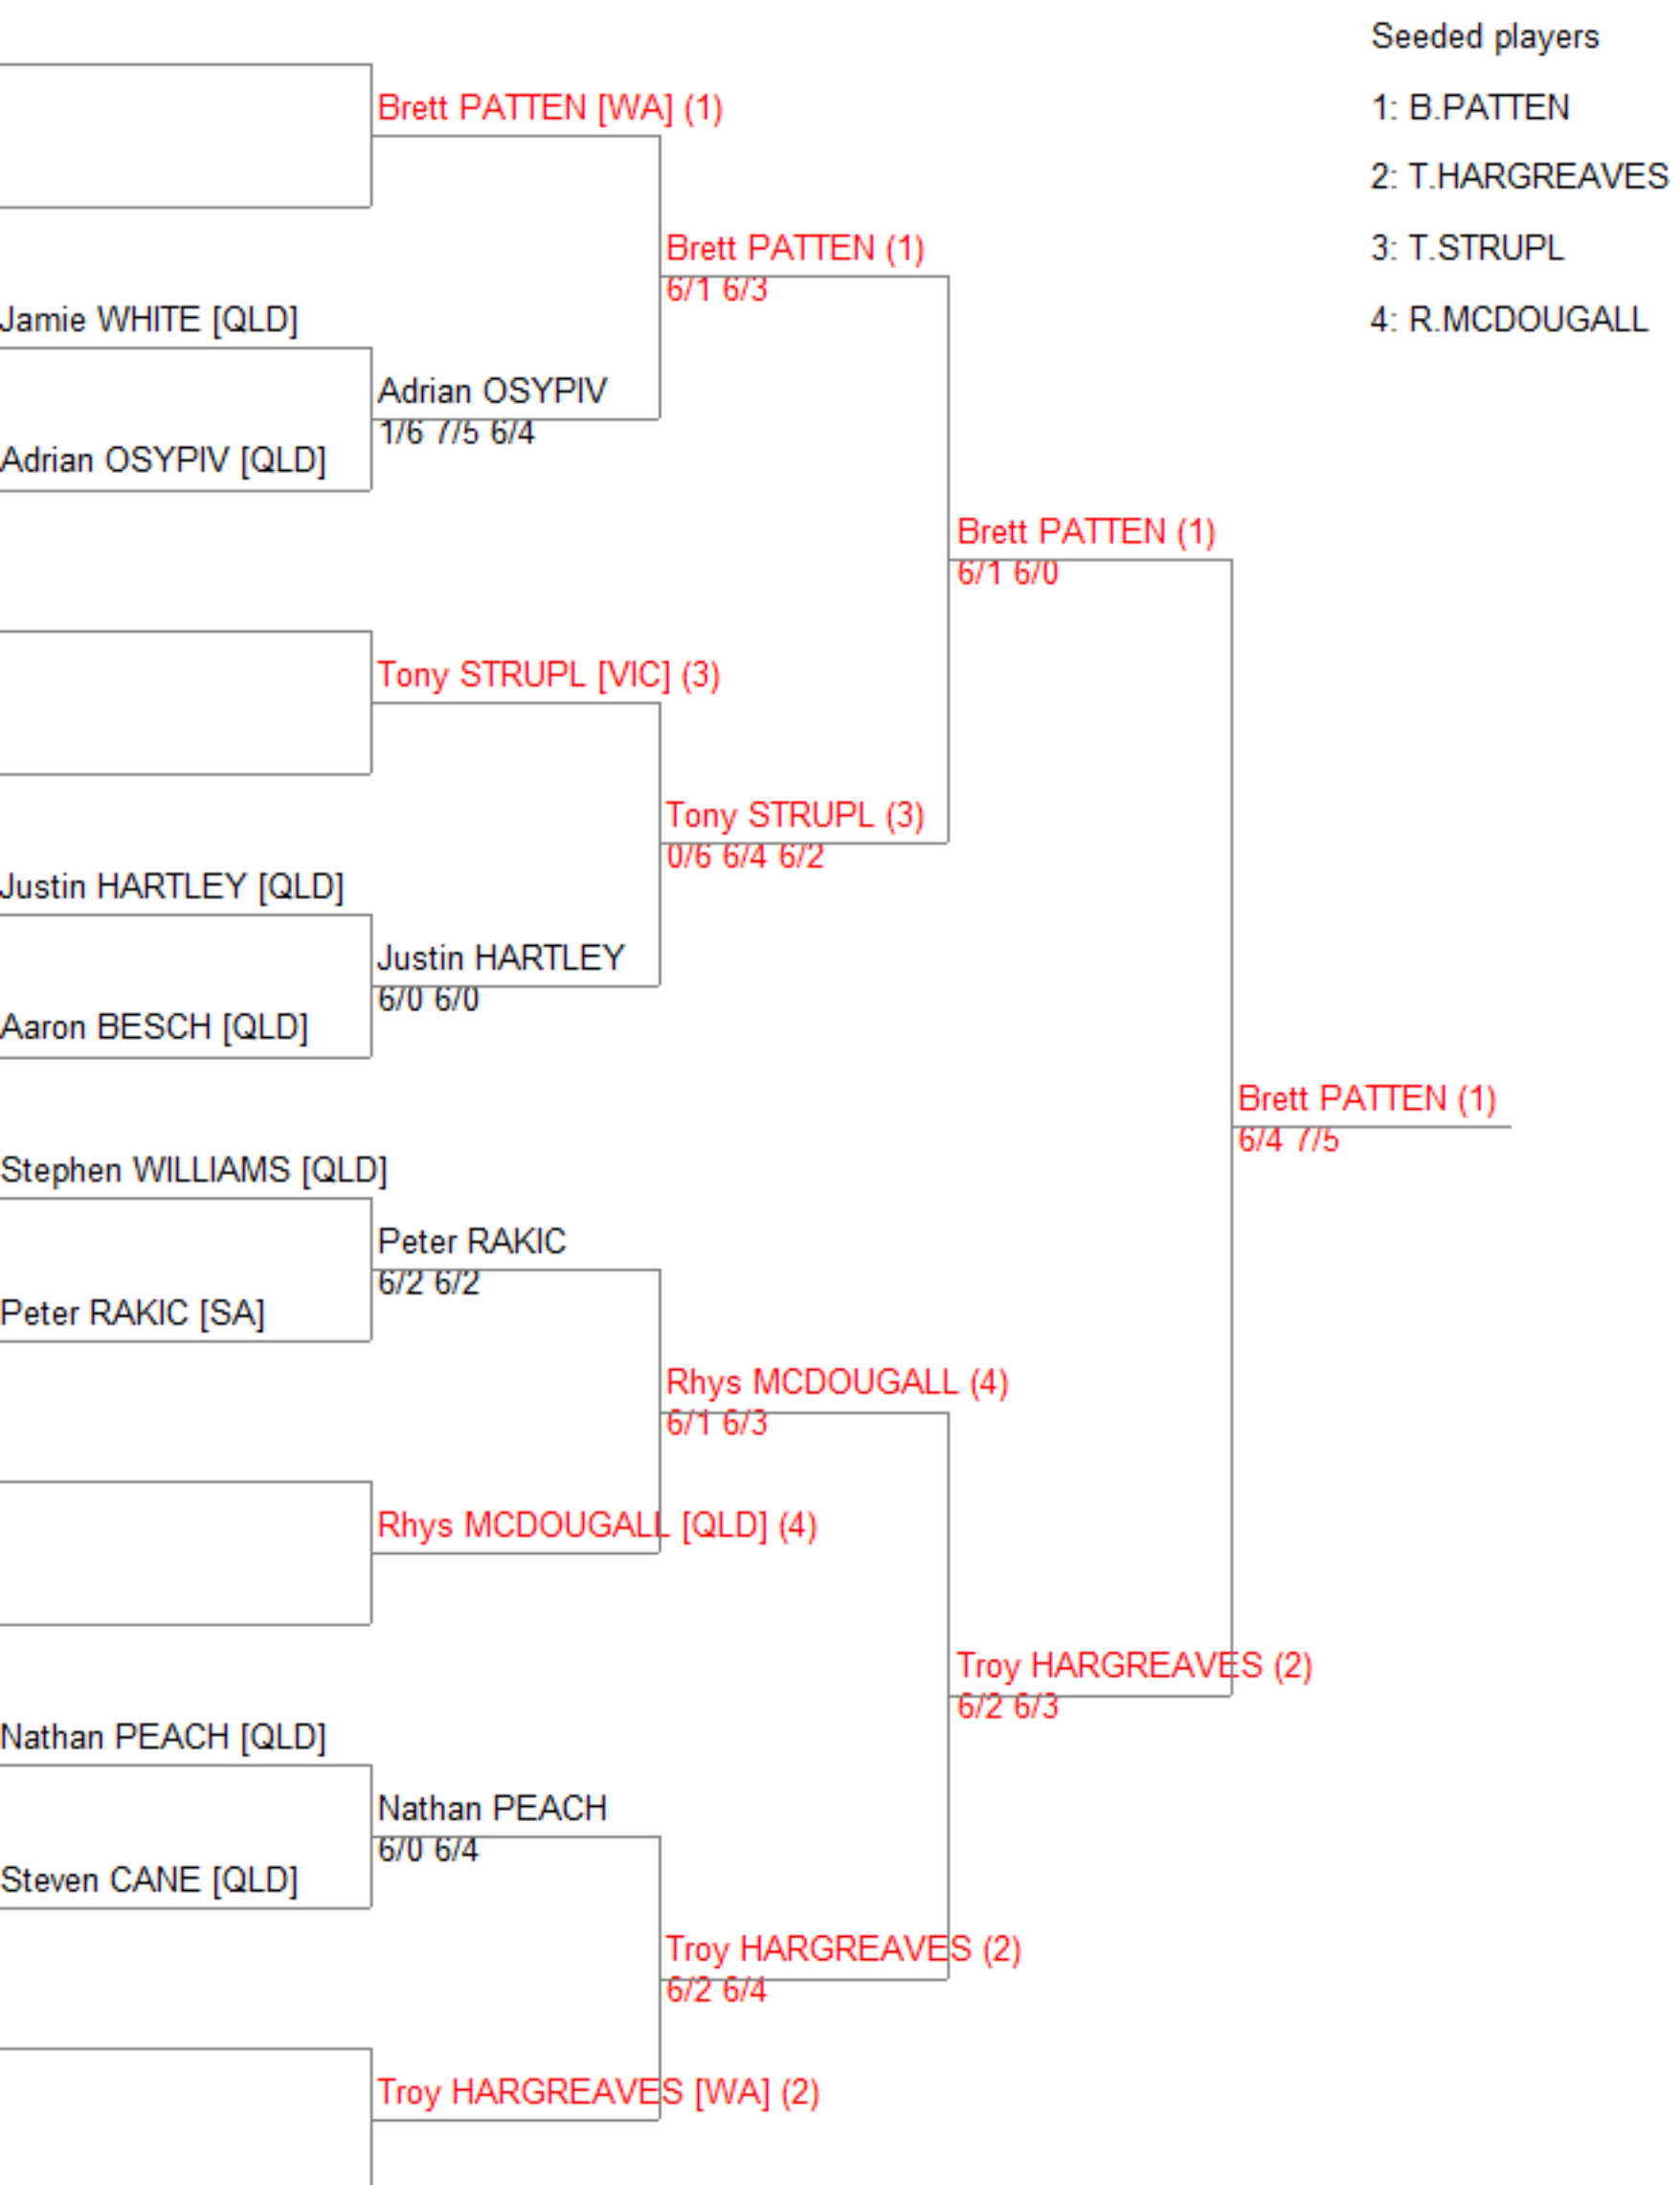 Seeded players
Brett PATTEN [WA] (1)
1: B.PATTEN
2: T.HARGREAVES
Brett PATTEN (1)
3: T.STRUPL
6/1 6/3
Jamie WHITE [QLD]
4: R.MCDOUGALL
Adrian OSYPIV
1/6 7/5 6/4
Adrian OSYPIV [QLD]
Brett PATTEN (1)
6/1 6/0
Tony STRUPL [VIC] (3)
Tony STRUPL (3)
0/6 6/4 6/2
Justin HARTLEY [QLD]
Justin HARTLEY
6/0 6/0
Aaron BESCH [QLD]
Brett PATTEN (1)
6/4 7/5
Stephen WILLIAMS [QLD]
Peter RAKIC
6/2 6/2
Peter RAKIC [SA]
Rhys MCDOUGALL (4)
6/1 6/3
Rhys MCDOUGALL [QLD] (4)
Troy HARGREAVES (2)
6/2 6/3
Nathan PEACH [QLD]
Nathan PEACH
6/0 6/4
Steven CANE [QLD]
Troy HARGREAVES (2)
6/2 6/4
Troy HARGREAVES [WA] (2)